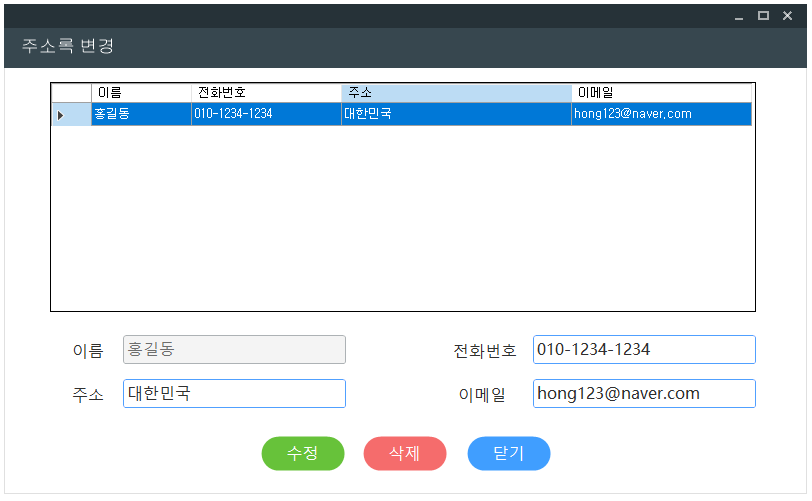 주소록 변경
이름 전화번호 주소 이메일
홍길동 010-1234-1234 대한민국 hong123@naver.com
이름 홍길동 전화번호 010-1234-1234
주소 대한민국 이메일 hong123@naver.com
수정 삭제 닫기